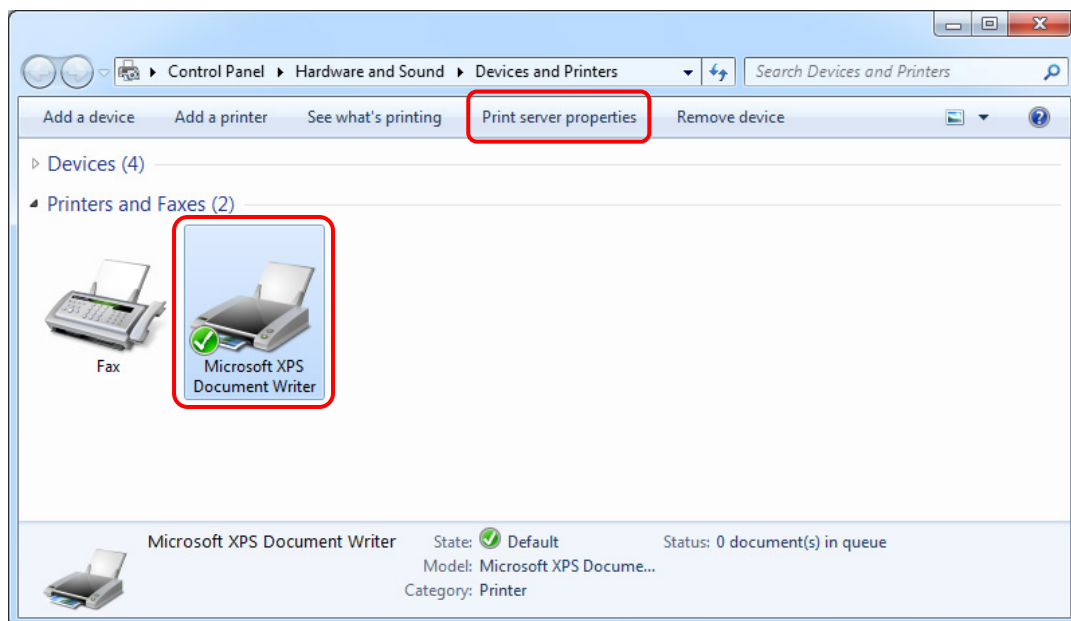 Control Panel Hardware and Sound Devices and Printers Search Devices and Printers
Add a device Add a printer See what's printing Print server properties Remove device
Devices (4)
Printers and Faxes (2)
Fax
Microsoft XPS
Document Writer
Microsoft XPS Document Writer State: Default Status: 0 document(s) in queue
Model: Microsoft XPS Docume...
Category: Printer